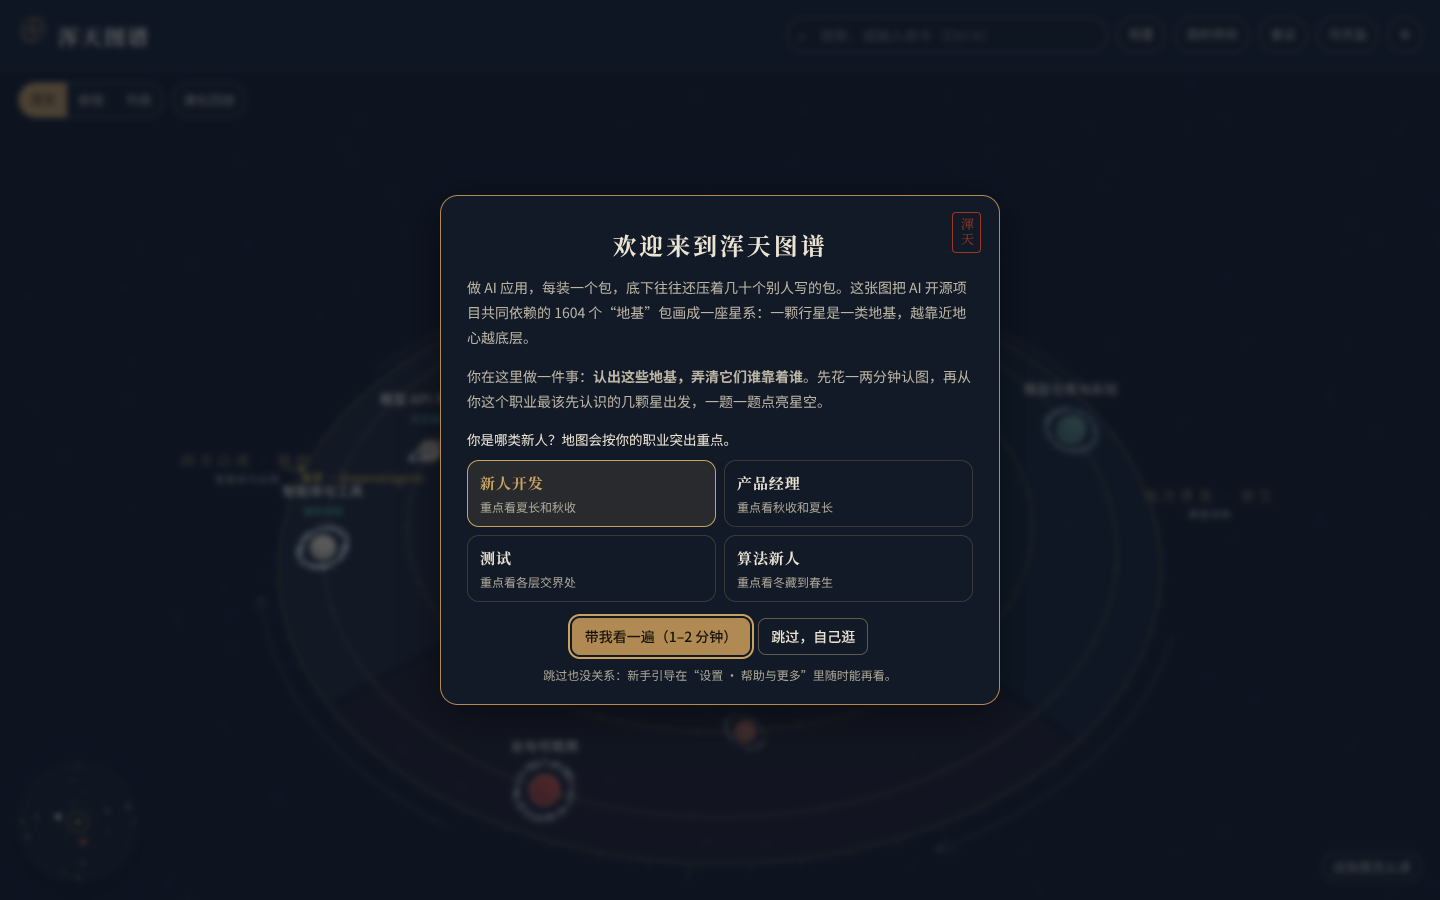 浑天图谱
渾
天
欢迎来到浑天图谱
做 AI 应用，每装一个包，底下往往还压着几十个别人写的包。这张图把 AI 开源项
目共同依赖的 1604 个“地基”包画成一座星系：一颗行星是一类地基，越靠近地
心越底层。
你在这里做一件事：认出这些地基，弄清它们谁靠着谁。先花一两分钟认图，再从
你这个职业最该先认识的几颗星出发，一题一题点亮星空。
你是哪类新人？地图会按你的职业突出重点。
新人开发
重点看夏长和秋收
产品经理
重点看秋收和夏长
测试
重点看各层交界处
算法新人
重点看冬藏到春生
带我看一遍（1–2 分钟）
跳过，自己逛
跳过也没关系：新手引导在“设置 · 帮助与更多”里随时能再看。